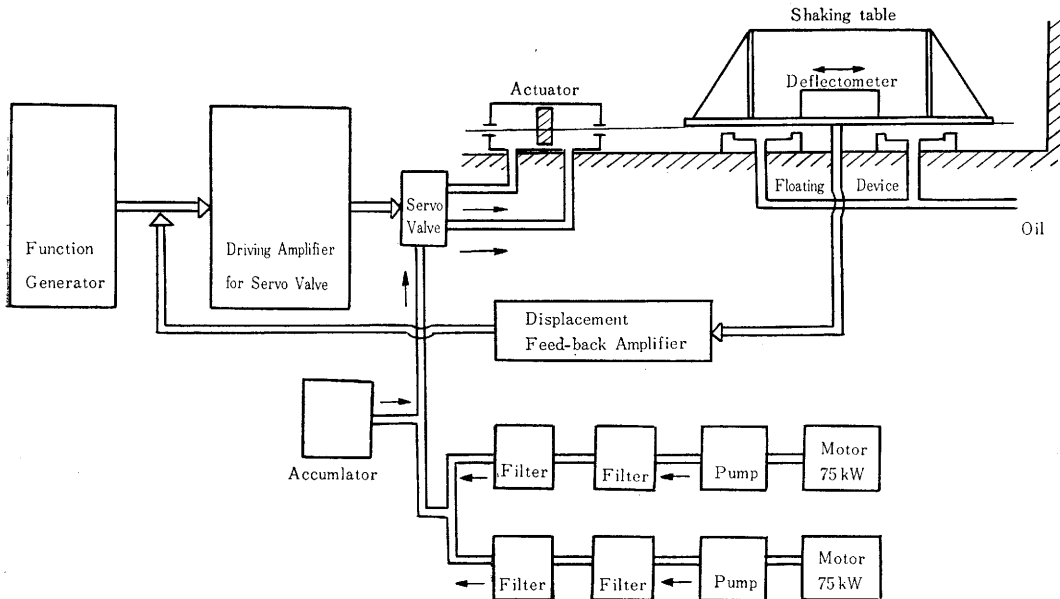 Shaking table
Deflectometer
Actuator
Servo
Valve
Floating Device
Oil
Function
Generator
Driving Amplifier
for Servo Valve
Displacement
Feed-back Amplifier
Accumlator
Filter
Filter
Pump
Motor
75 kW
Filter
Filter
Pump
Motor
75 kW